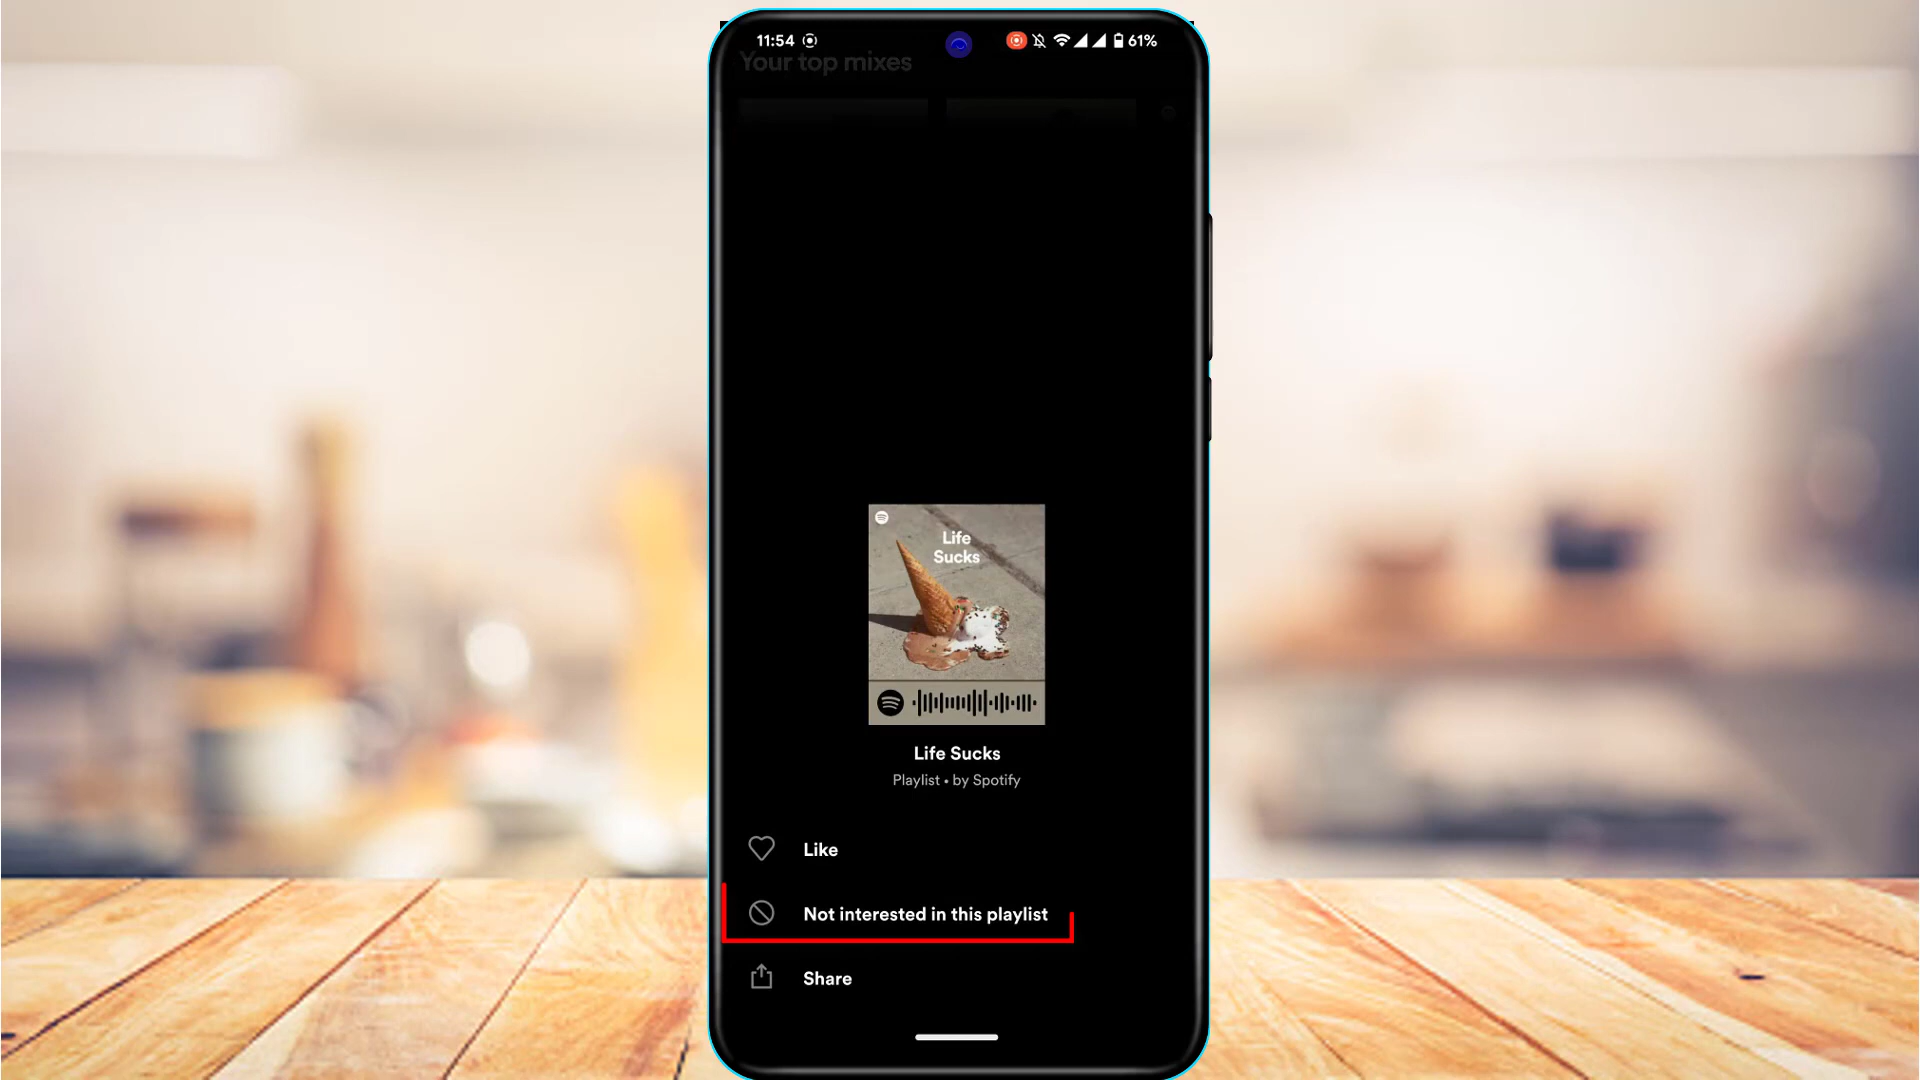 11:54 61%
Your top mixes
Life
Sucks
Life Sucks
Playlist • by Spotify
Like
Not interested in this playlist
Share